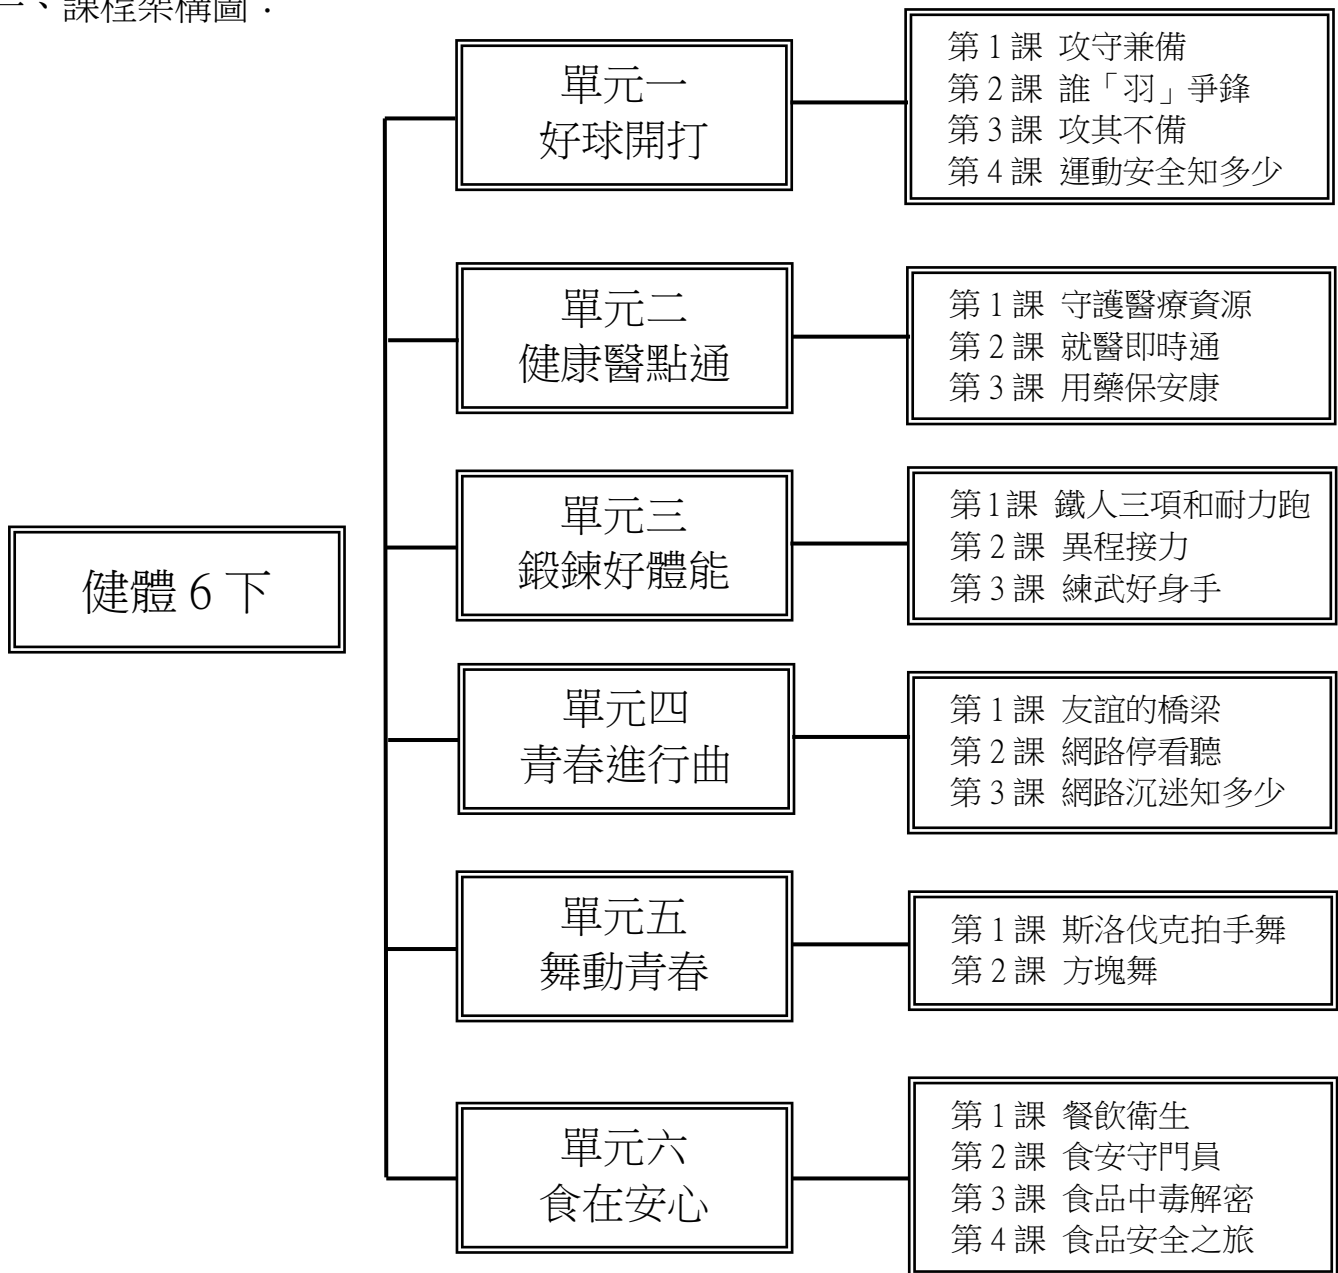 一、課程架構圖：
健體 6 下
單元一
好球開打
第 1 課 攻守兼備
第 2 課 誰「羽」爭鋒
第 3 課 攻其不備
第 4 課 運動安全知多少
單元二
健康醫點通
第 1 課 守護醫療資源
第 2 課 就醫即時通
第 3 課 用藥保安康
單元三
鍛鍊好體能
第 1 課 鐵人三項和耐力跑
第 2 課 異程接力
第 3 課 練武好身手
單元四
青春進行曲
第 1 課 友誼的橋梁
第 2 課 網路停看聽
第 3 課 網路沉迷知多少
單元五
舞動青春
第 1 課 斯洛伐克拍手舞
第 2 課 方塊舞
單元六
食在安心
第 1 課 餐飲衛生
第 2 課 食安守門員
第 3 課 食品中毒解密
第 4 課 食品安全之旅